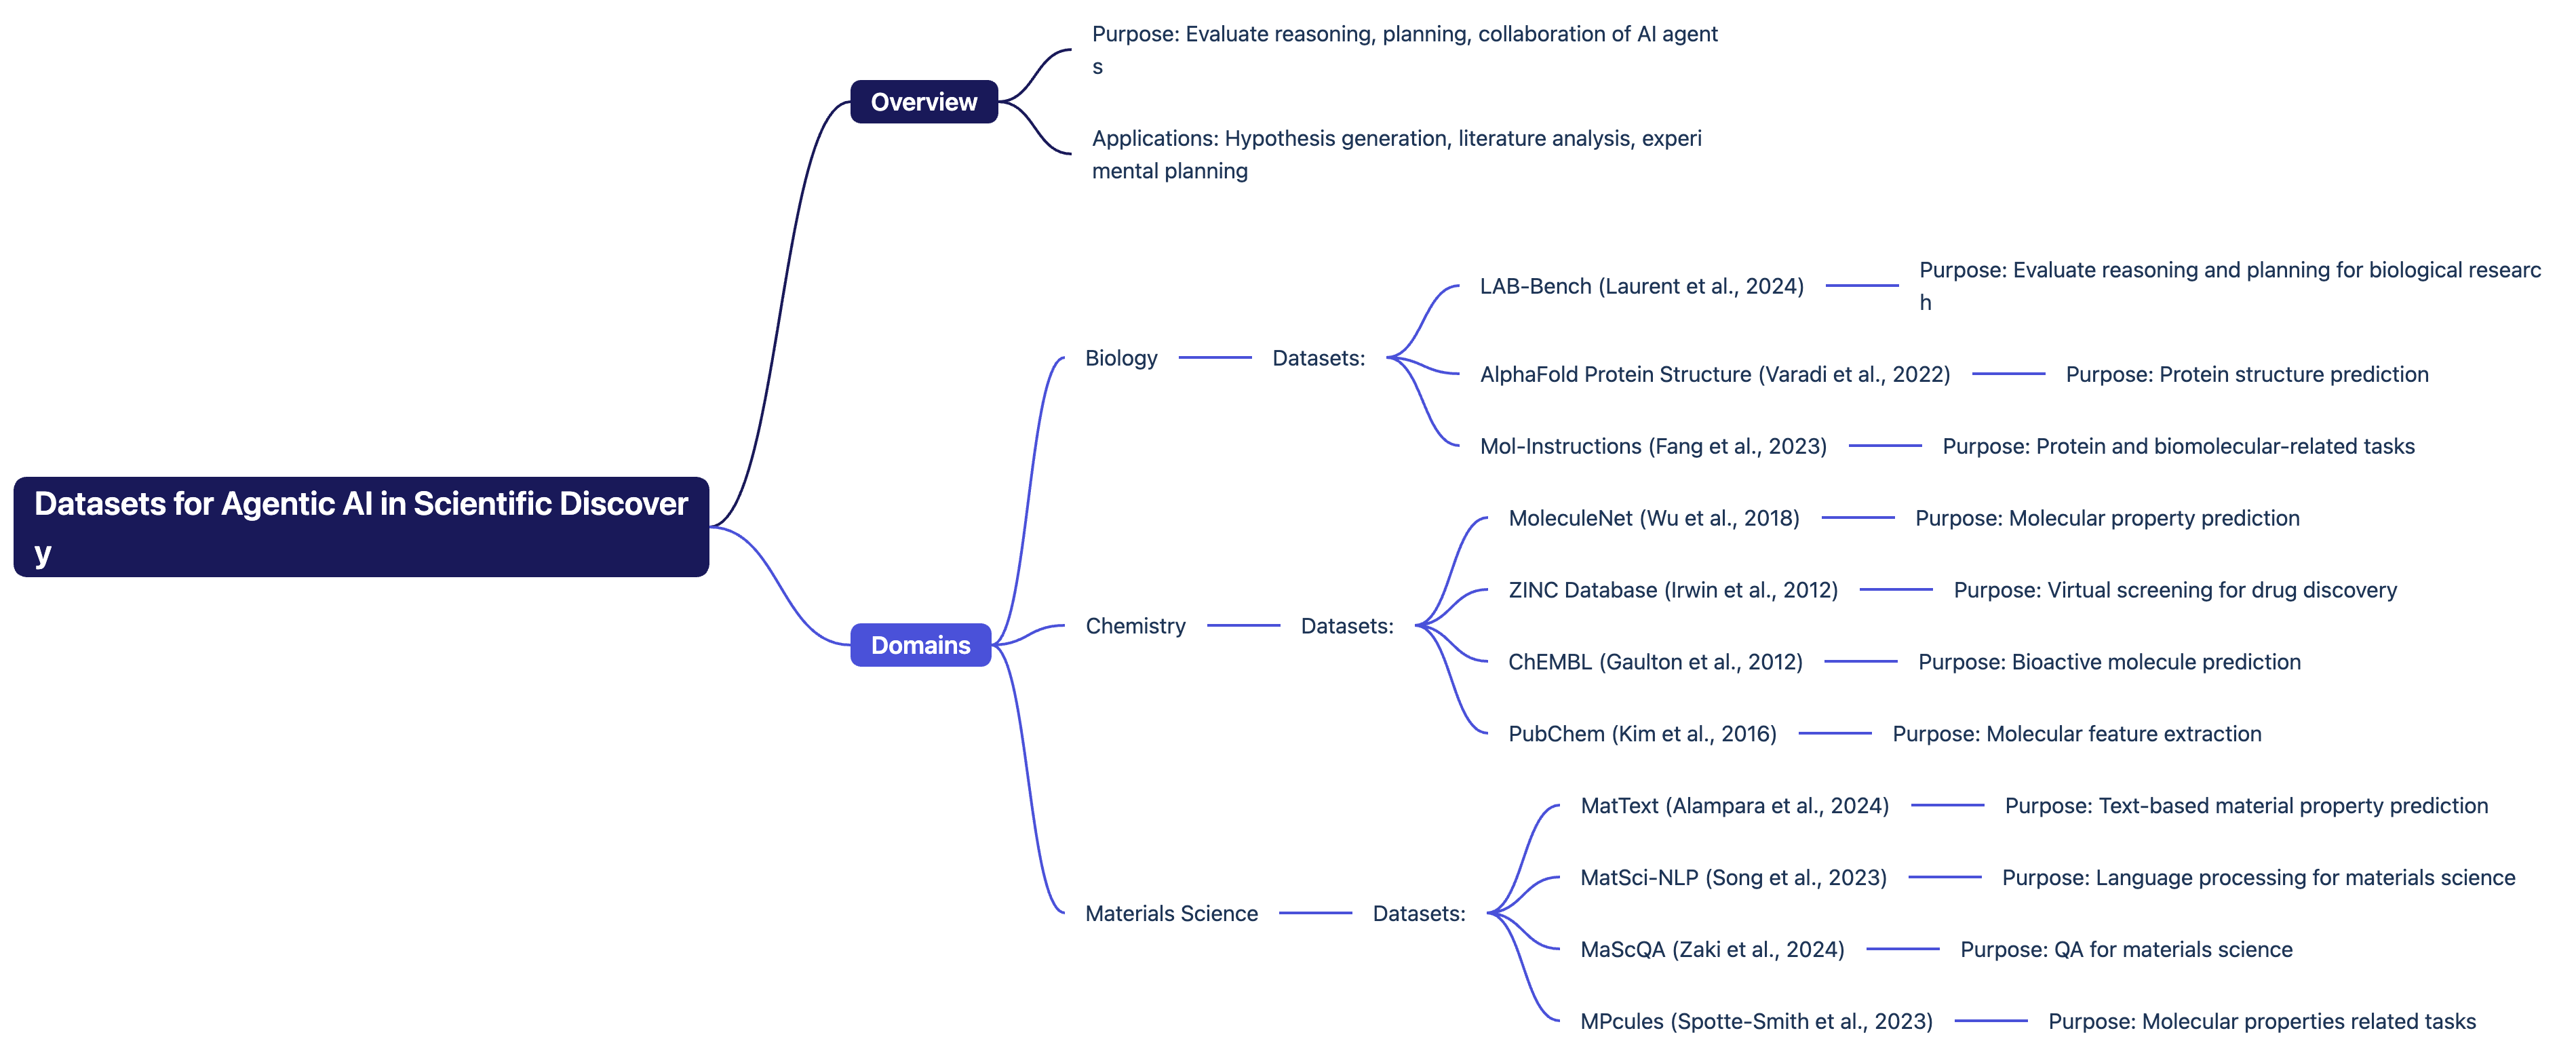 Purpose: Evaluate reasoning, planning, collaboration of AI agent
s
Overview
Applications: Hypothesis generation, literature analysis, experi
mental planning
Datasets for Agentic AI in Scientific Discover
y
Domains
Biology
Datasets:
LAB-Bench (Laurent et al., 2024)
Purpose: Evaluate reasoning and planning for biological researc
h
AlphaFold Protein Structure (Varadi et al., 2022)
Purpose: Protein structure prediction
Mol-Instructions (Fang et al., 2023)
Purpose: Protein and biomolecular-related tasks
Chemistry
Datasets:
MoleculeNet (Wu et al., 2018)
Purpose: Molecular property prediction
ZINC Database (Irwin et al., 2012)
Purpose: Virtual screening for drug discovery
ChEMBL (Gaulton et al., 2012)
Purpose: Bioactive molecule prediction
PubChem (Kim et al., 2016)
Purpose: Molecular feature extraction
Materials Science
Datasets:
MatText (Alampara et al., 2024)
Purpose: Text-based material property prediction
MatSci-NLP (Song et al., 2023)
Purpose: Language processing for materials science
MaScQA (Zaki et al., 2024)
Purpose: QA for materials science
MPcules (Spotte-Smith et al., 2023)
Purpose: Molecular properties related tasks